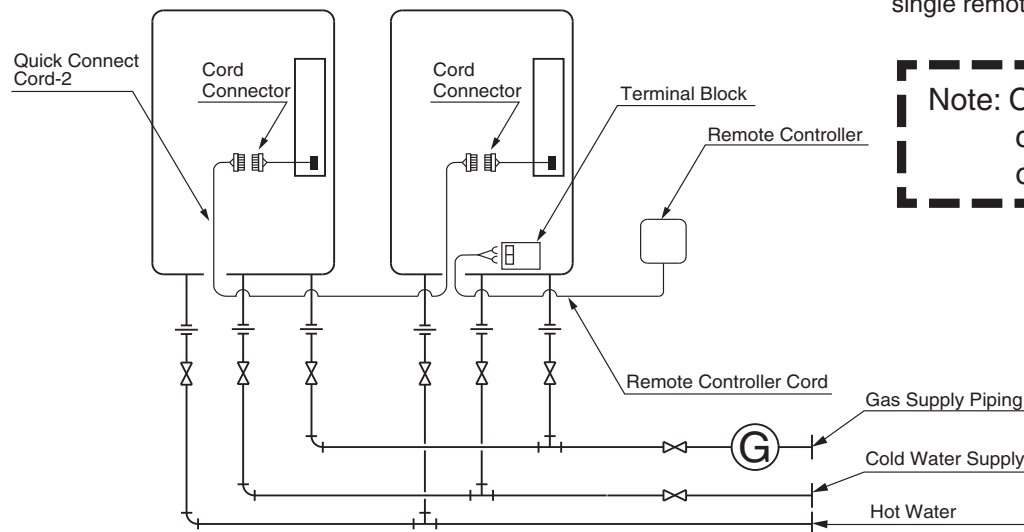 single remot
Quick Connect
Cord-2
Cord
Connector
Cord
Connector
Terminal Block
Remote Controller
Note: C
Remote Controller Cord
Gas Supply Piping
G
Cold Water Supply
Hot Water